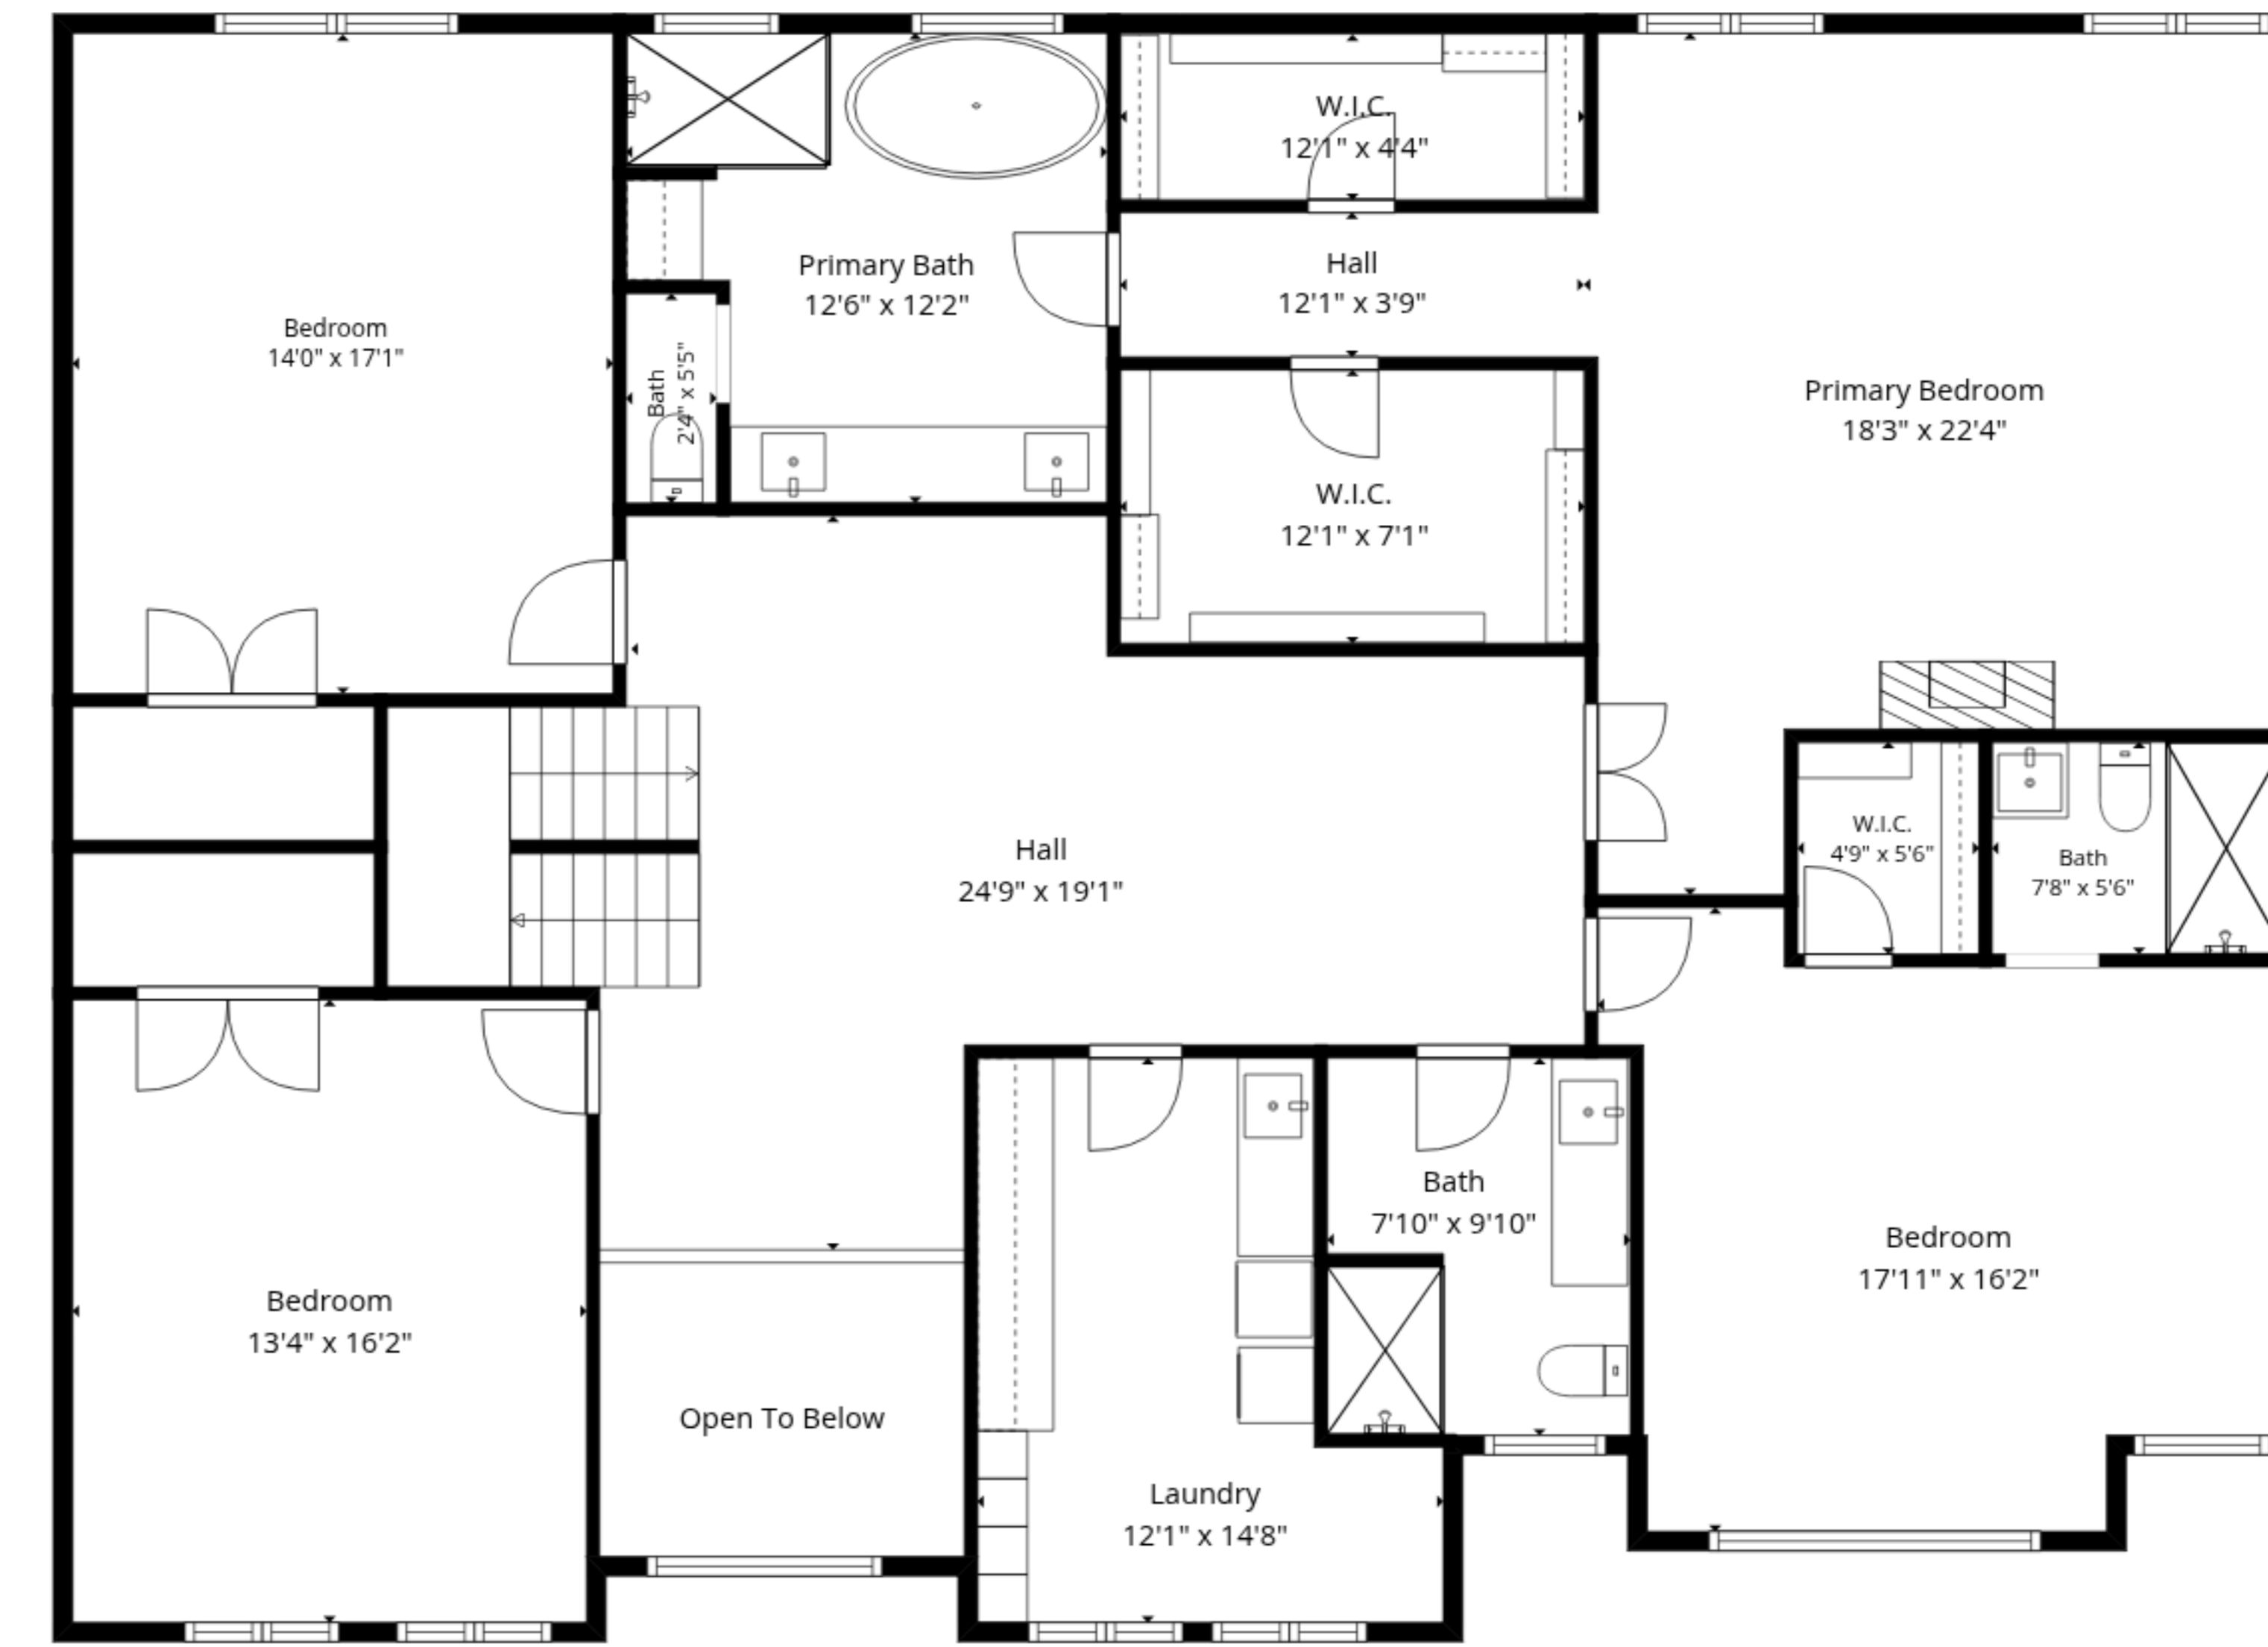 W.I.C.
12'1" x 4'4"
Primary Bath
12'6" x 12'2"
Hall
12'1" x 3'9"
Bedroom
14'0" x 17'1"
Bath
2'4" x 5'5"
Primary Bedroom
18'3" x 22'4"
W.I.C.
12'1" x 7'1"
Hall
24'9" x 19'1"
W.I.C.
4'9" x 5'6"
Bath
7'8" x 5'6"
Bath
7'10" x 9'10"
Bedroom
17'11" x 16'2"
Bedroom
13'4" x 16'2"
Open To Below
Laundry
12'1" x 14'8"